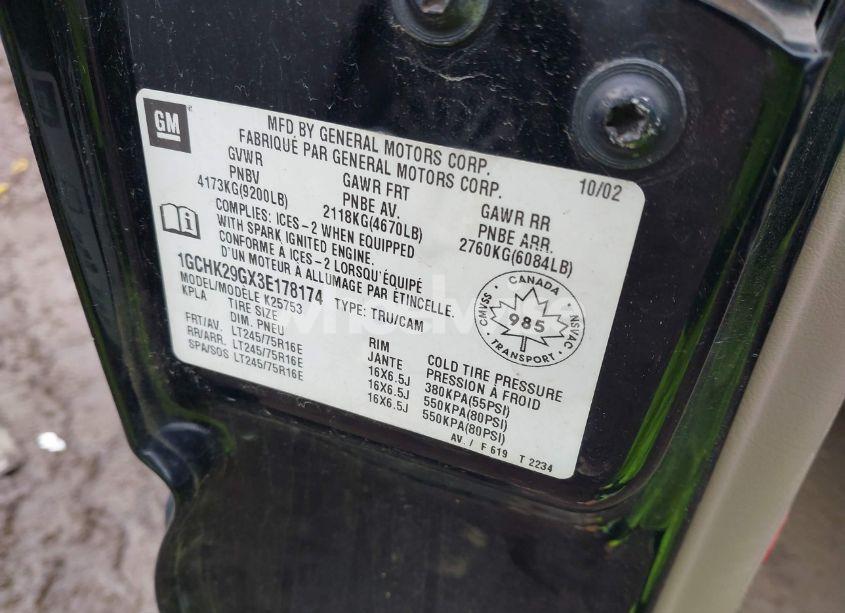 GM
MFD BY GENERAL MOTORS CORP.
FABRIQUÉ PAR GENERAL MOTORS CORP.
10/02
GVWR
PNBV
4173KG(9200LB)
GAWR FRT
PNBE AV.
2118KG(4670LB)
GAWR RR
PNBE ARR.
2760KG(6084LB)
COMPLIES: ICES-2 WHEN EQUIPPED
WITH SPARK IGNITED ENGINE.
CONFORME À ICES-2 LORSQU'ÉQUIPÉ
D'UN MOTEUR À ALLUMAGE PAR ÉTINCELLE.
1GCHK29GX3E178174
TYPE: TRU/CAM
MODEL/MODÈLE K25753
KPLA
CANADA
CMVSS
985
NSVAC
TRANSPORT
TIRE SIZE
DIM. PNEU
RIM
JANTE
COLD TIRE PRESSURE
PRESSION À FROID
FRT/AV. LT245/75R16E 16X6.5J 380KPA(55PSI)
RR/ARR. LT245/75R16E 16X6.5J 550KPA(80PSI)
SPA/SOS LT245/75R16E 16X6.5J 550KPA(80PSI)
AV. / F 619 T 2234